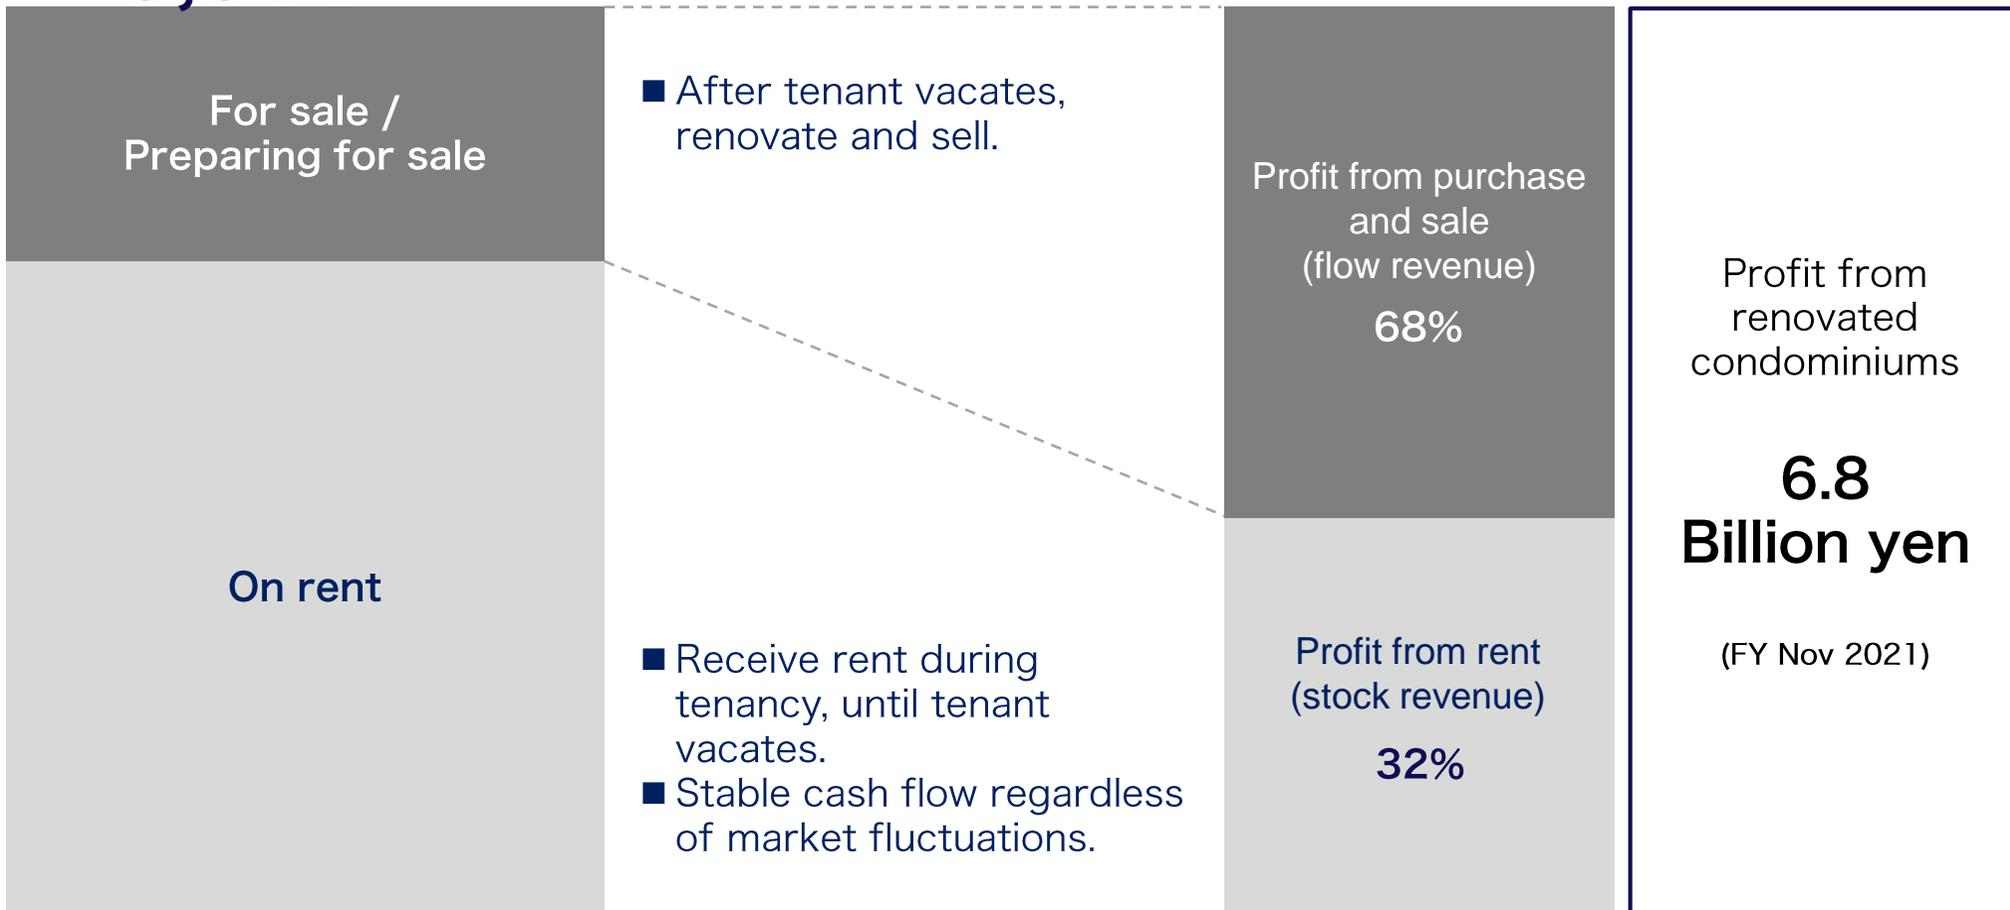 For sale /
Preparing for sale
■ After tenant vacates,
renovate and sell.
Profit from purchase
and sale
(flow revenue)
68%
Profit from
renovated
condominiums
6.8
Billion yen
(FY Nov 2021)
On rent
■ Receive rent during
tenancy, until tenant
vacates.
■ Stable cash flow regardless
of market fluctuations.
Profit from rent
(stock revenue)
32%